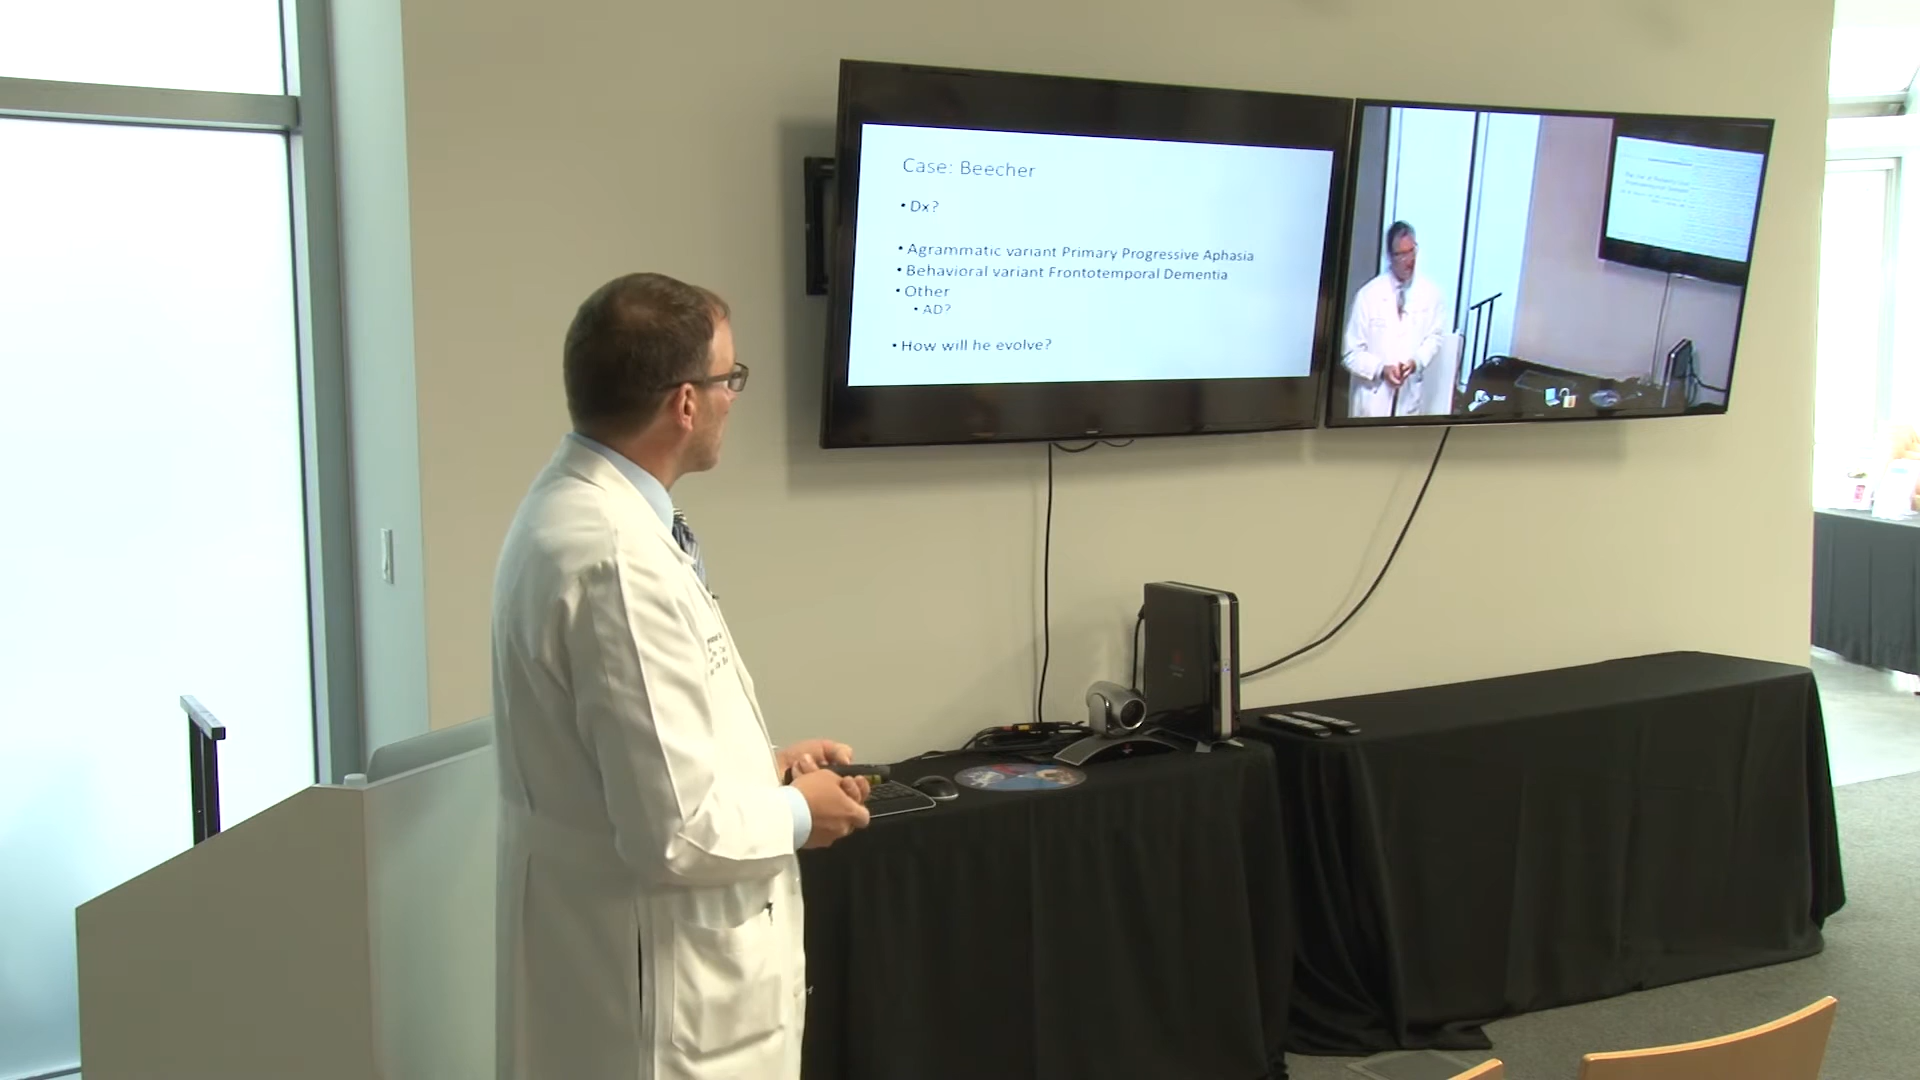 Case: Beecher
• Dx?
• Agrammatic variant Primary Progressive Aphasia
• Behavioral variant Frontotemporal Dementia
• Other
• AD?
• How will he evolve?